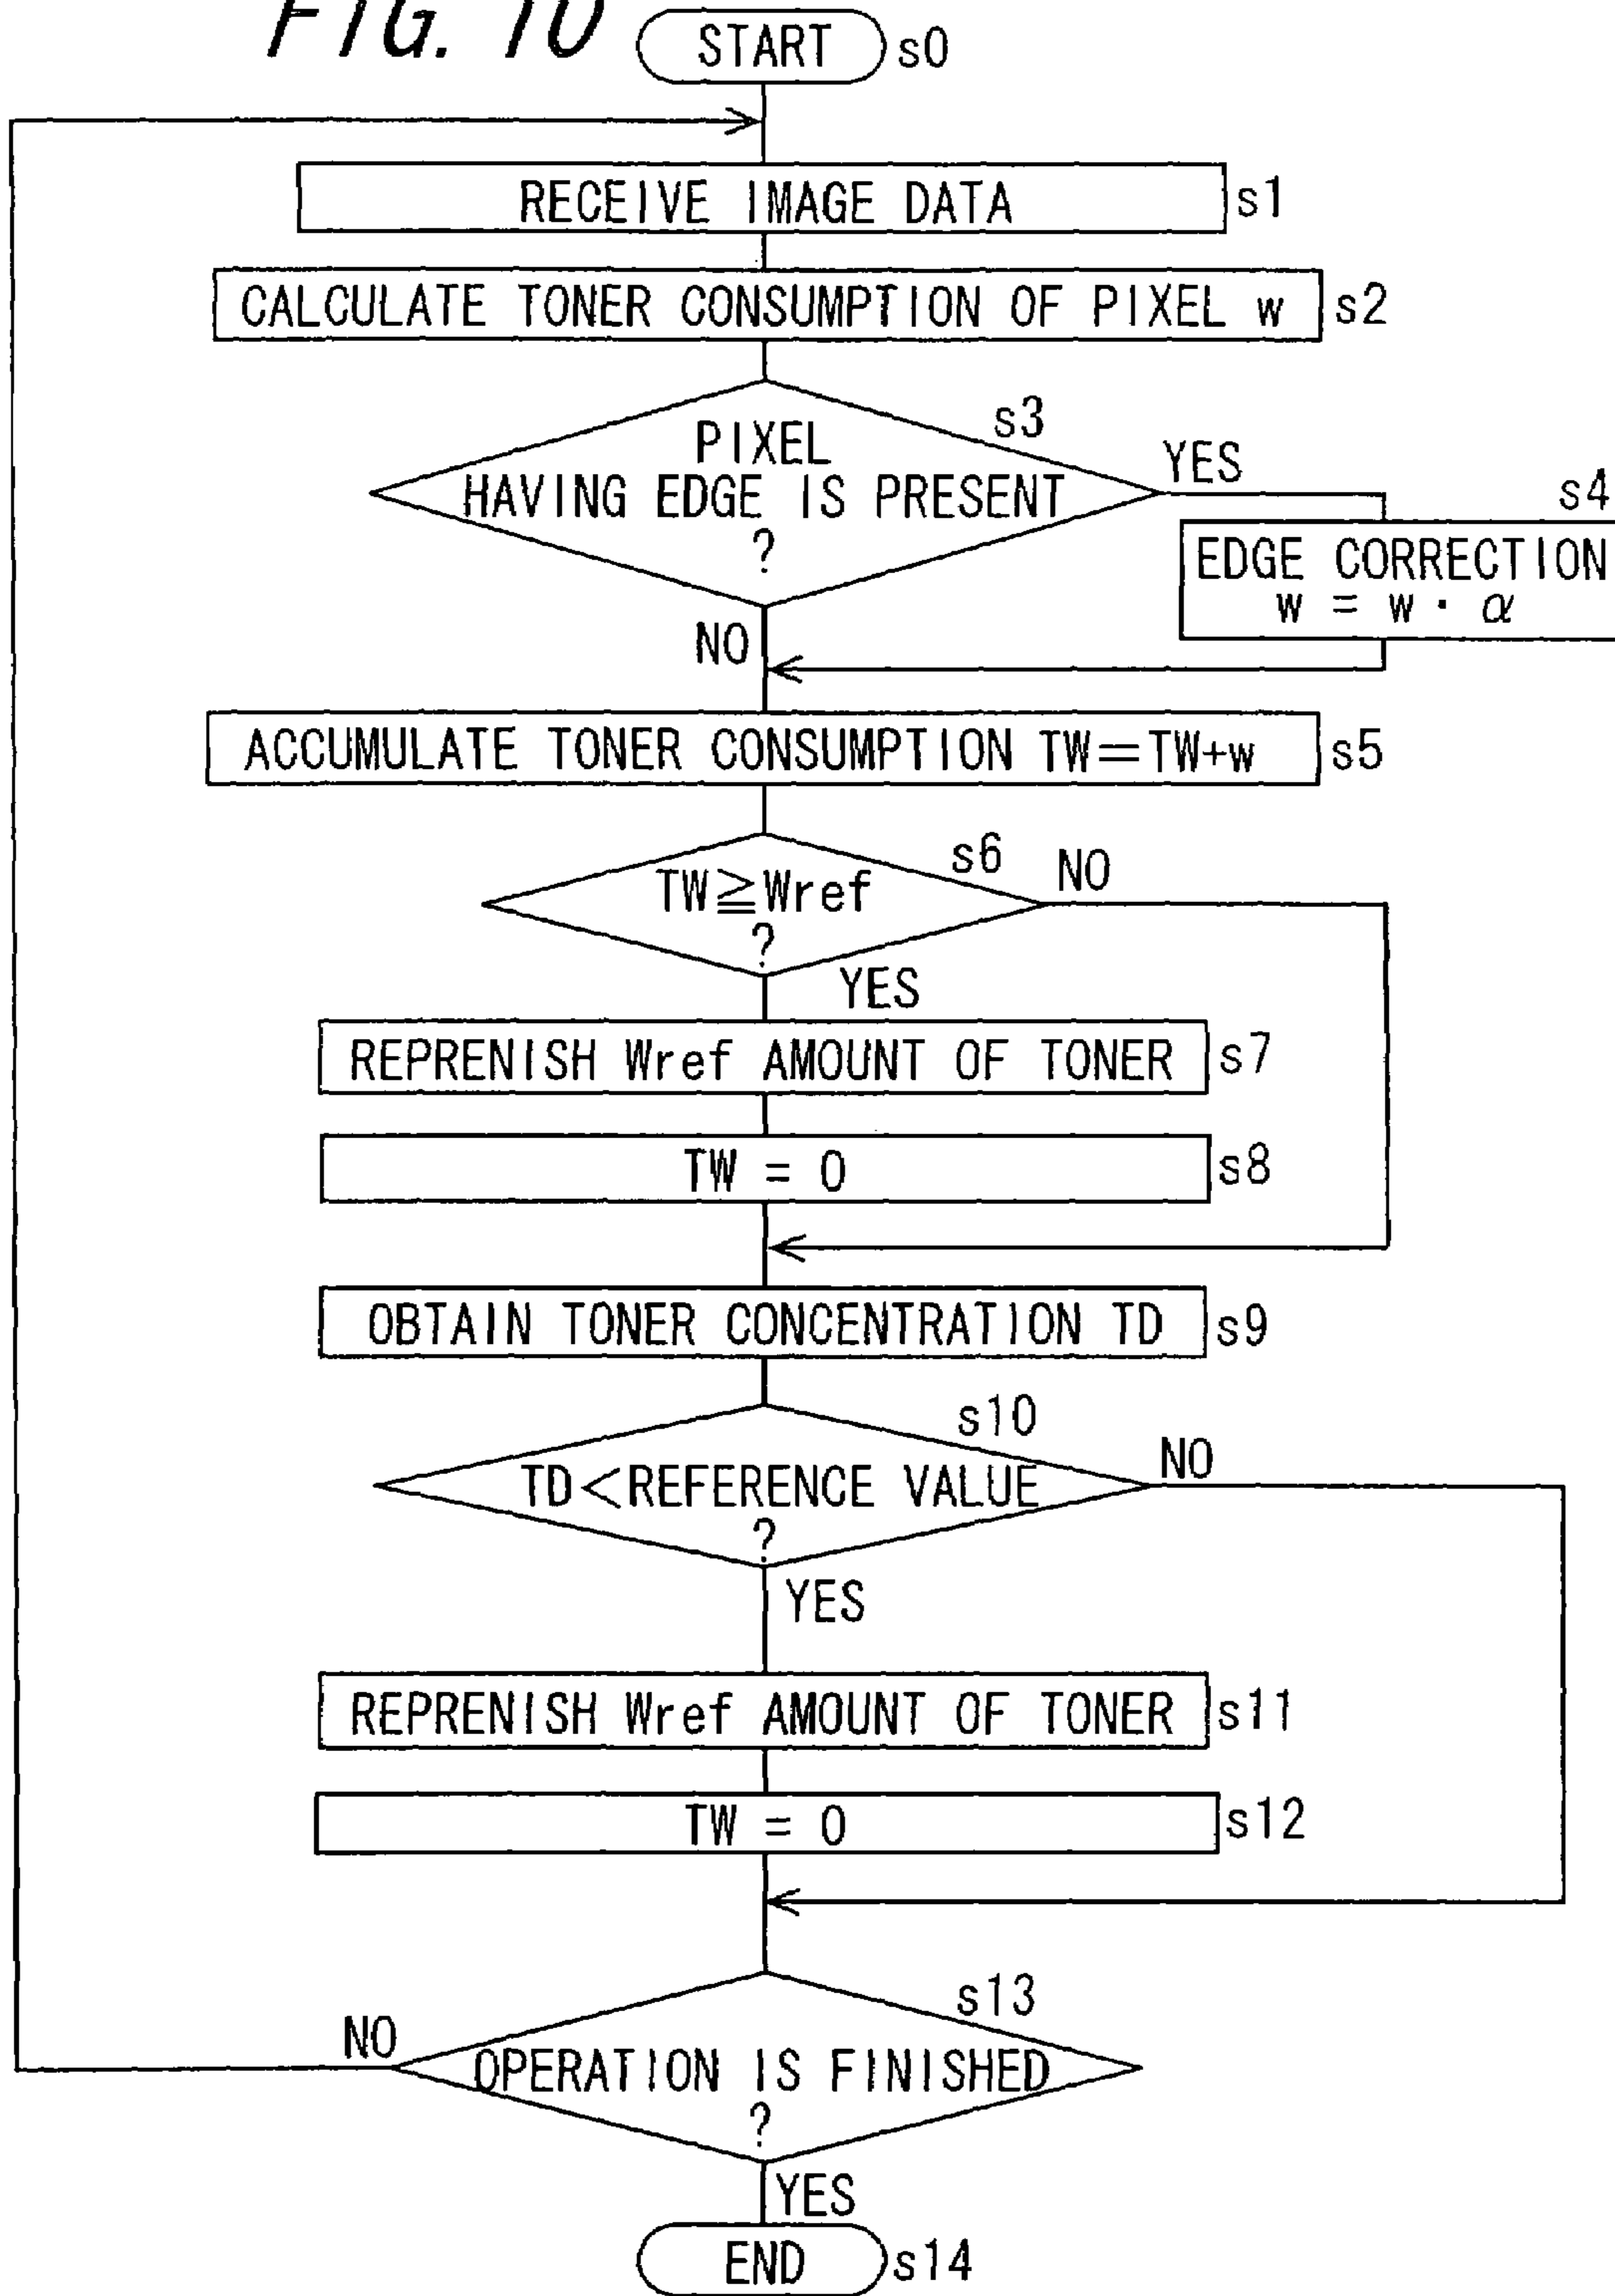 FIG. 10
START s0
RECEIVE IMAGE DATA s1
CALCULATE TONER CONSUMPTION OF PIXEL w s2
s3
PIXEL
HAVING EDGE IS PRESENT
?
YES
s4
EDGE CORRECTION
w = w · α
NO
ACCUMULATE TONER CONSUMPTION TW=TW+w s5
s6
TW≧Wref
?
NO
YES
REPRENISH Wref AMOUNT OF TONER s7
TW = 0 s8
OBTAIN TONER CONCENTRATION TD s9
s10
TD<REFERENCE VALUE
?
NO
YES
REPRENISH Wref AMOUNT OF TONER s11
TW = 0 s12
s13
NO
OPERATION IS FINISHED
?
YES
END s14